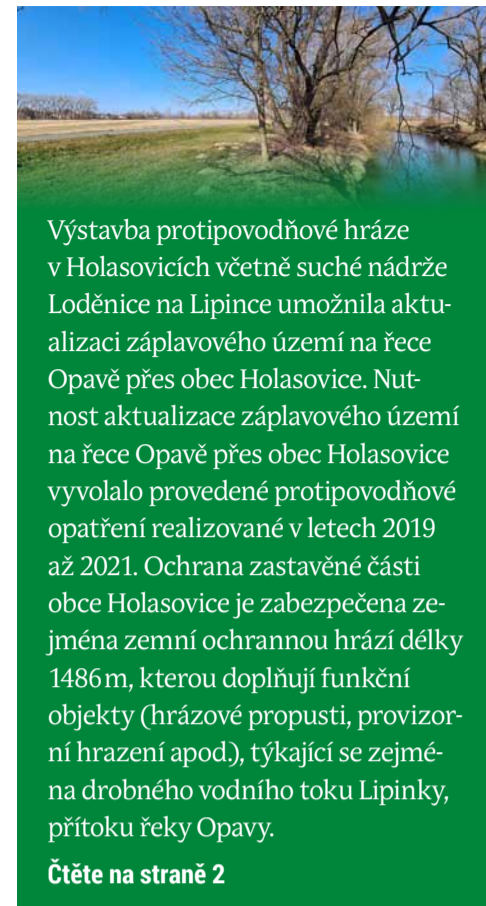 Výstavba protipovodňové hráze
v Holasovicích včetně suché nádrže
Loděnice na Lipince umožnila aktu-
alizaci záplavového území na řece
Opavě přes obec Holasovice. Nut-
nost aktualizace záplavového území
na řece Opavě přes obec Holasovice
vyvolalo provedené protipovodňové
opatření realizované v letech 2019
až 2021. Ochrana zastavěné části
obce Holasovice je zabezpečena ze-
jména zemní ochrannou hrází délky
1486 m, kterou doplňují funkční
objekty (hrázové propusti, provizor-
ní hrazení apod.), týkající se zejmé-
na drobného vodního toku Lipinky,
přítoku řeky Opavy.
Čtěte na straně 2